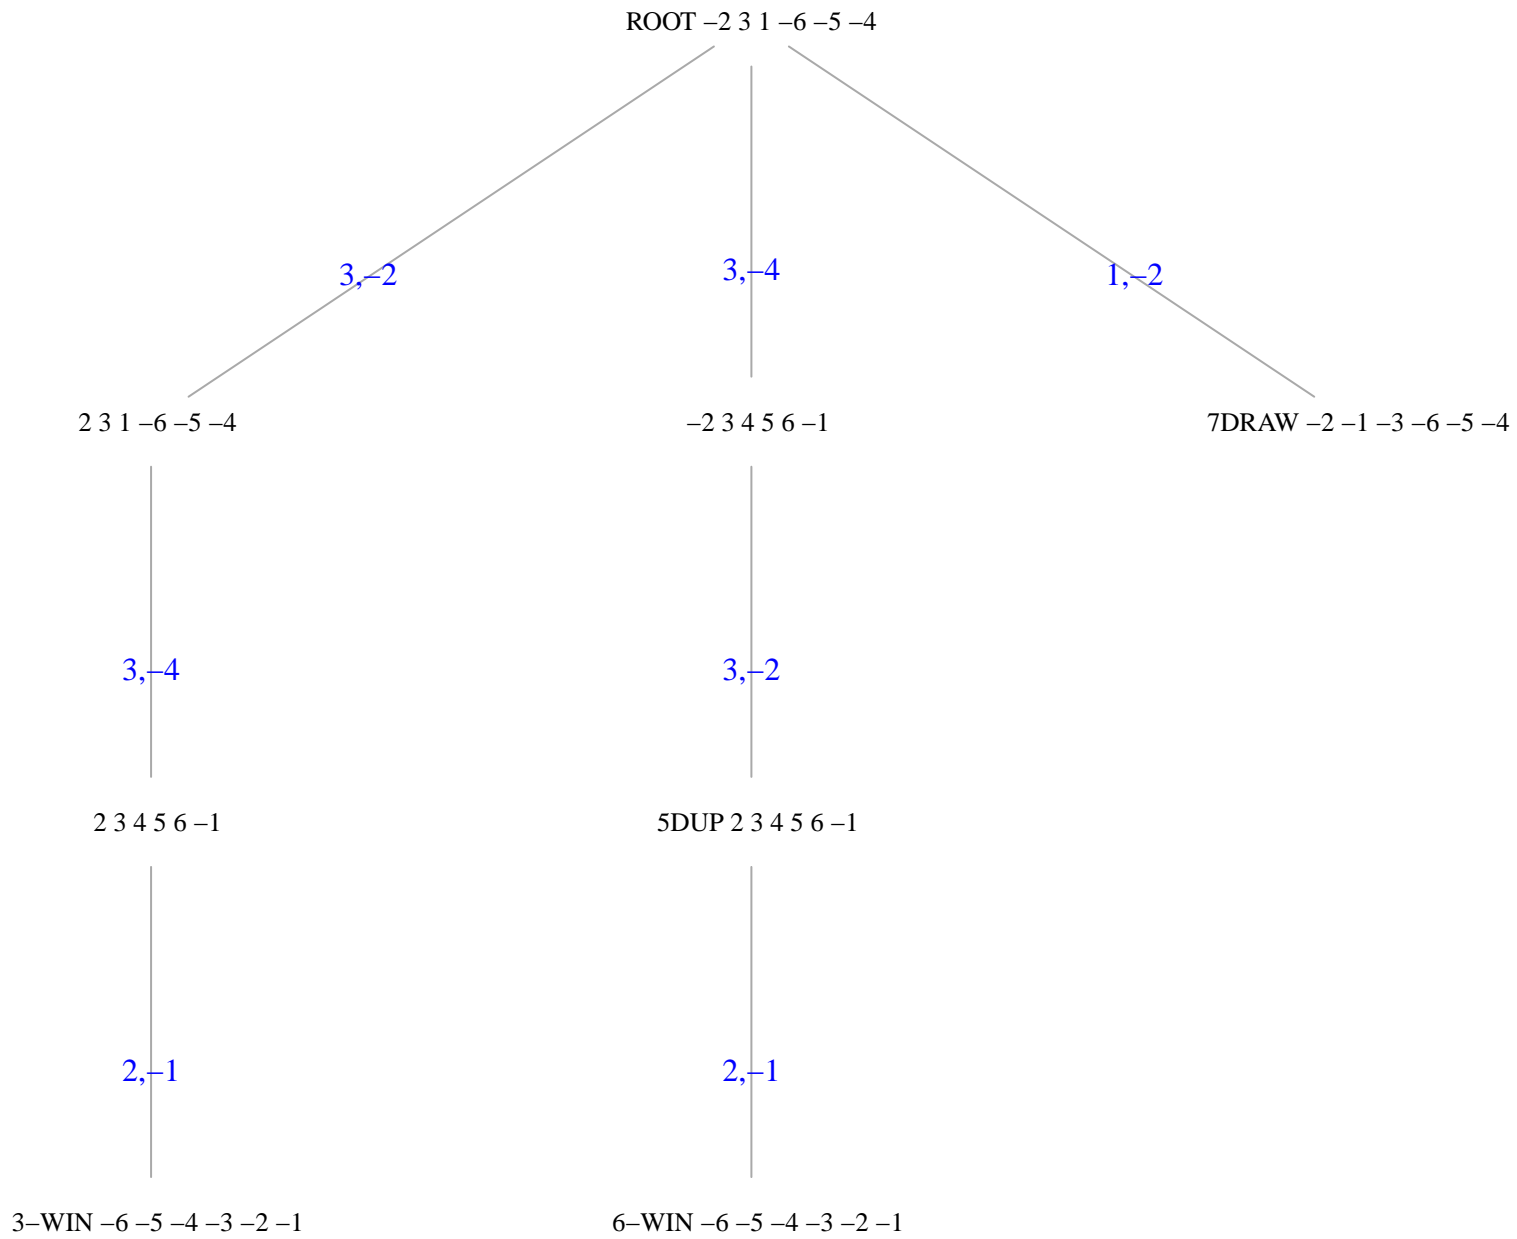 ROOT –2 3 1 –6 –5 –4
3,–2
3,–4
1,–2
2 3 1 –6 –5 –4
–2 3 4 5 6 –1
7DRAW –2 –1 –3 –6 –5 –4
3,–4
3,–2
2 3 4 5 6 –1
5DUP 2 3 4 5 6 –1
2,–1
2,–1
3–WIN –6 –5 –4 –3 –2 –1
6–WIN –6 –5 –4 –3 –2 –1